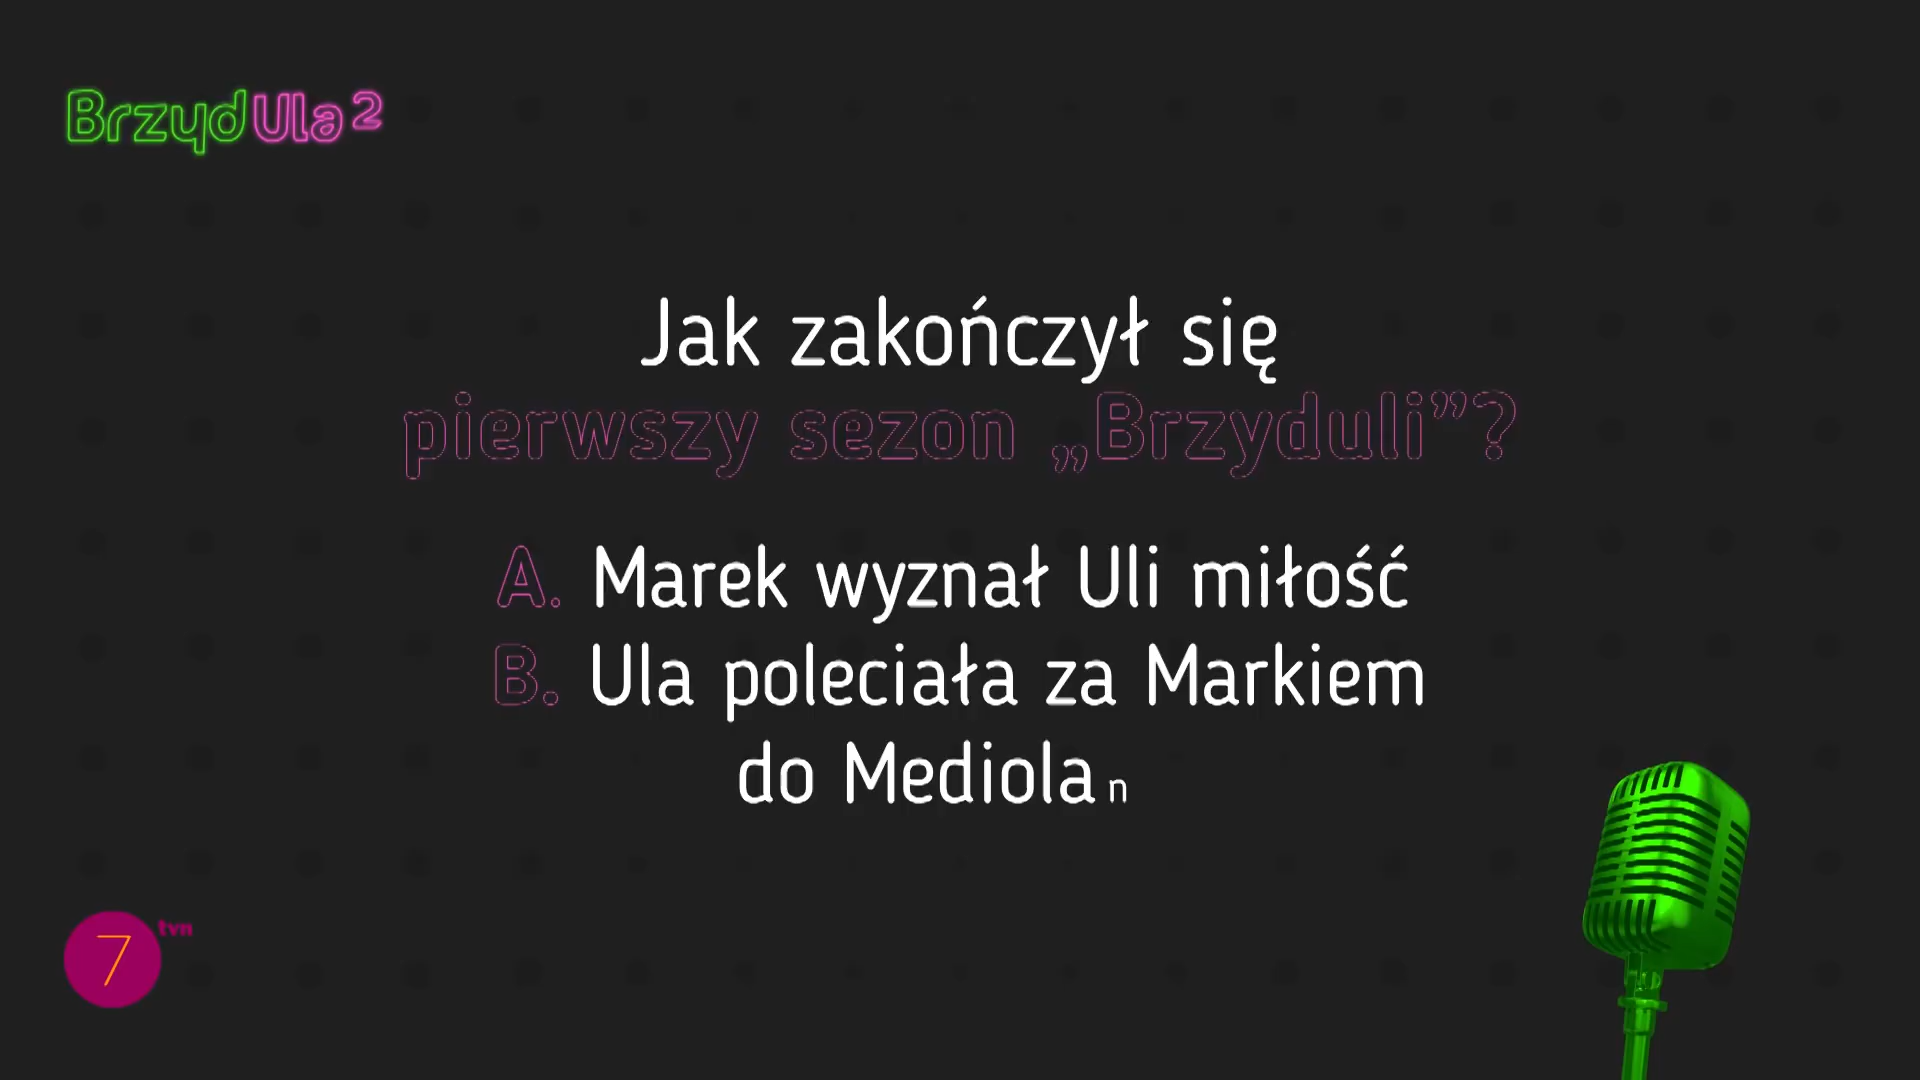 BrzydUla 2
Jak zakończył się
pierwszy sezon „Brzyduli”?
A. Marek wyznał Uli miłość
B. Ula poleciała za Markiem
do Mediolan
7 tvn